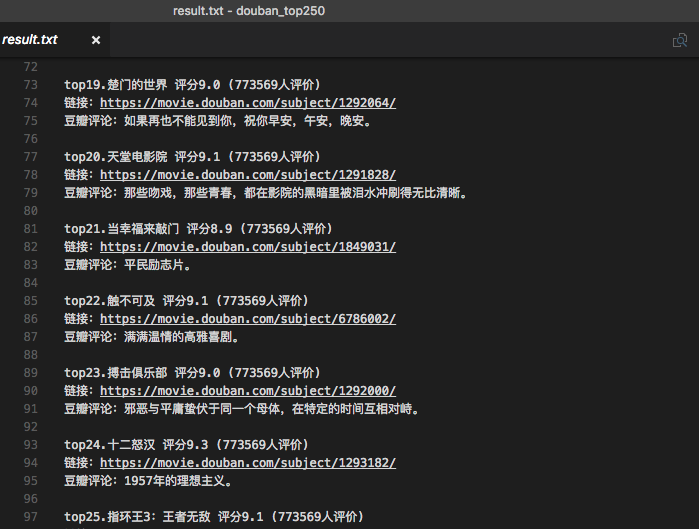 result.txt - douban_top250
result.txt ×
72
73 top19.楚门的世界 评分9.0 (773569人评价)
74 链接: https://movie.douban.com/subject/1292064/
75 豆瓣评论: 如果再也不能见到你, 祝你早安, 午安, 晚安。
76
77 top20.天堂电影院 评分9.1 (773569人评价)
78 链接: https://movie.douban.com/subject/1291828/
79 豆瓣评论: 那些吻戏, 那些青春, 都在影院的黑暗里被泪水冲刷得无比清晰。
80
81 top21.当幸福来敲门 评分8.9 (773569人评价)
82 链接: https://movie.douban.com/subject/1849031/
83 豆瓣评论: 平民励志片。
84
85 top22.触不可及 评分9.1 (773569人评价)
86 链接: https://movie.douban.com/subject/6786002/
87 豆瓣评论: 满满温情的高雅喜剧。
88
89 top23.搏击俱乐部 评分9.0 (773569人评价)
90 链接: https://movie.douban.com/subject/1292000/
91 豆瓣评论: 邪恶与平庸蛰伏于同一个母体, 在特定的时间互相对峙。
92
93 top24.十二怒汉 评分9.3 (773569人评价)
94 链接: https://movie.douban.com/subject/1293182/
95 豆瓣评论: 1957年的理想主义。
96
97 top25.指环王3: 王者无敌 评分9.1 (773569人评价)